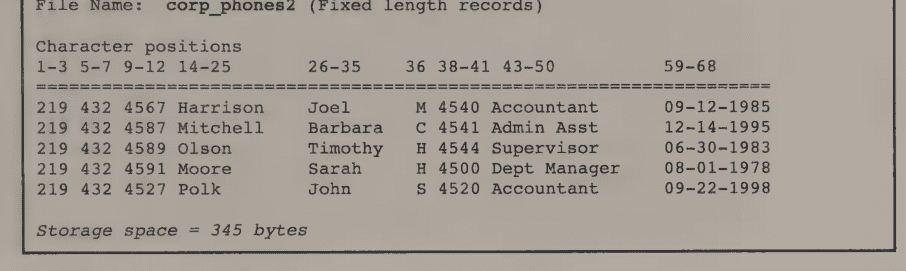 File Name: corp_phones2 (Fixed length records)
Character positions
1-3 5-7 9-12 14-25 26-35 36 38-41 43-50 59-68
======================================================================
219 432 4567 Harrison Joel M 4540 Accountant 09-12-1985
219 432 4587 Mitchell Barbara C 4541 Admin Asst 12-14-1995
219 432 4589 Olson Timothy H 4544 Supervisor 06-30-1983
219 432 4591 Moore Sarah H 4500 Dept Manager 08-01-1978
219 432 4527 Polk John S 4520 Accountant 09-22-1998
Storage space = 345 bytes